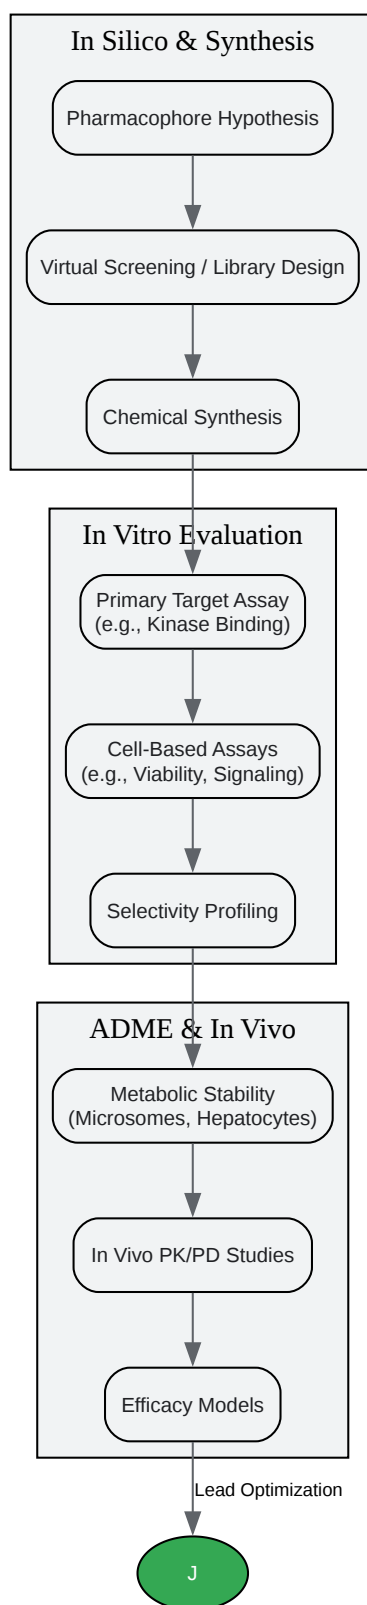 In Silico & Synthesis
Pharmacophore Hypothesis
Virtual Screening / Library Design
Chemical Synthesis
In Vitro Evaluation
Primary Target Assay
(e.g., Kinase Binding)
Cell-Based Assays
(e.g., Viability, Signaling)
Selectivity Profiling
ADME & In Vivo
Metabolic Stability
(Microsomes, Hepatocytes)
In Vivo PK/PD Studies
Efficacy Models
Lead Optimization
J